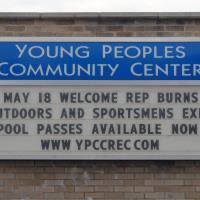 YOUNG PEOPLES
COMMUNITY CENTER
MAY 18 WELCOME REP BURNS
OUTDOORS AND SPORTSMENS EX
POOL PASSES AVAILABLE NOW
WWW.YPCCREC.COM